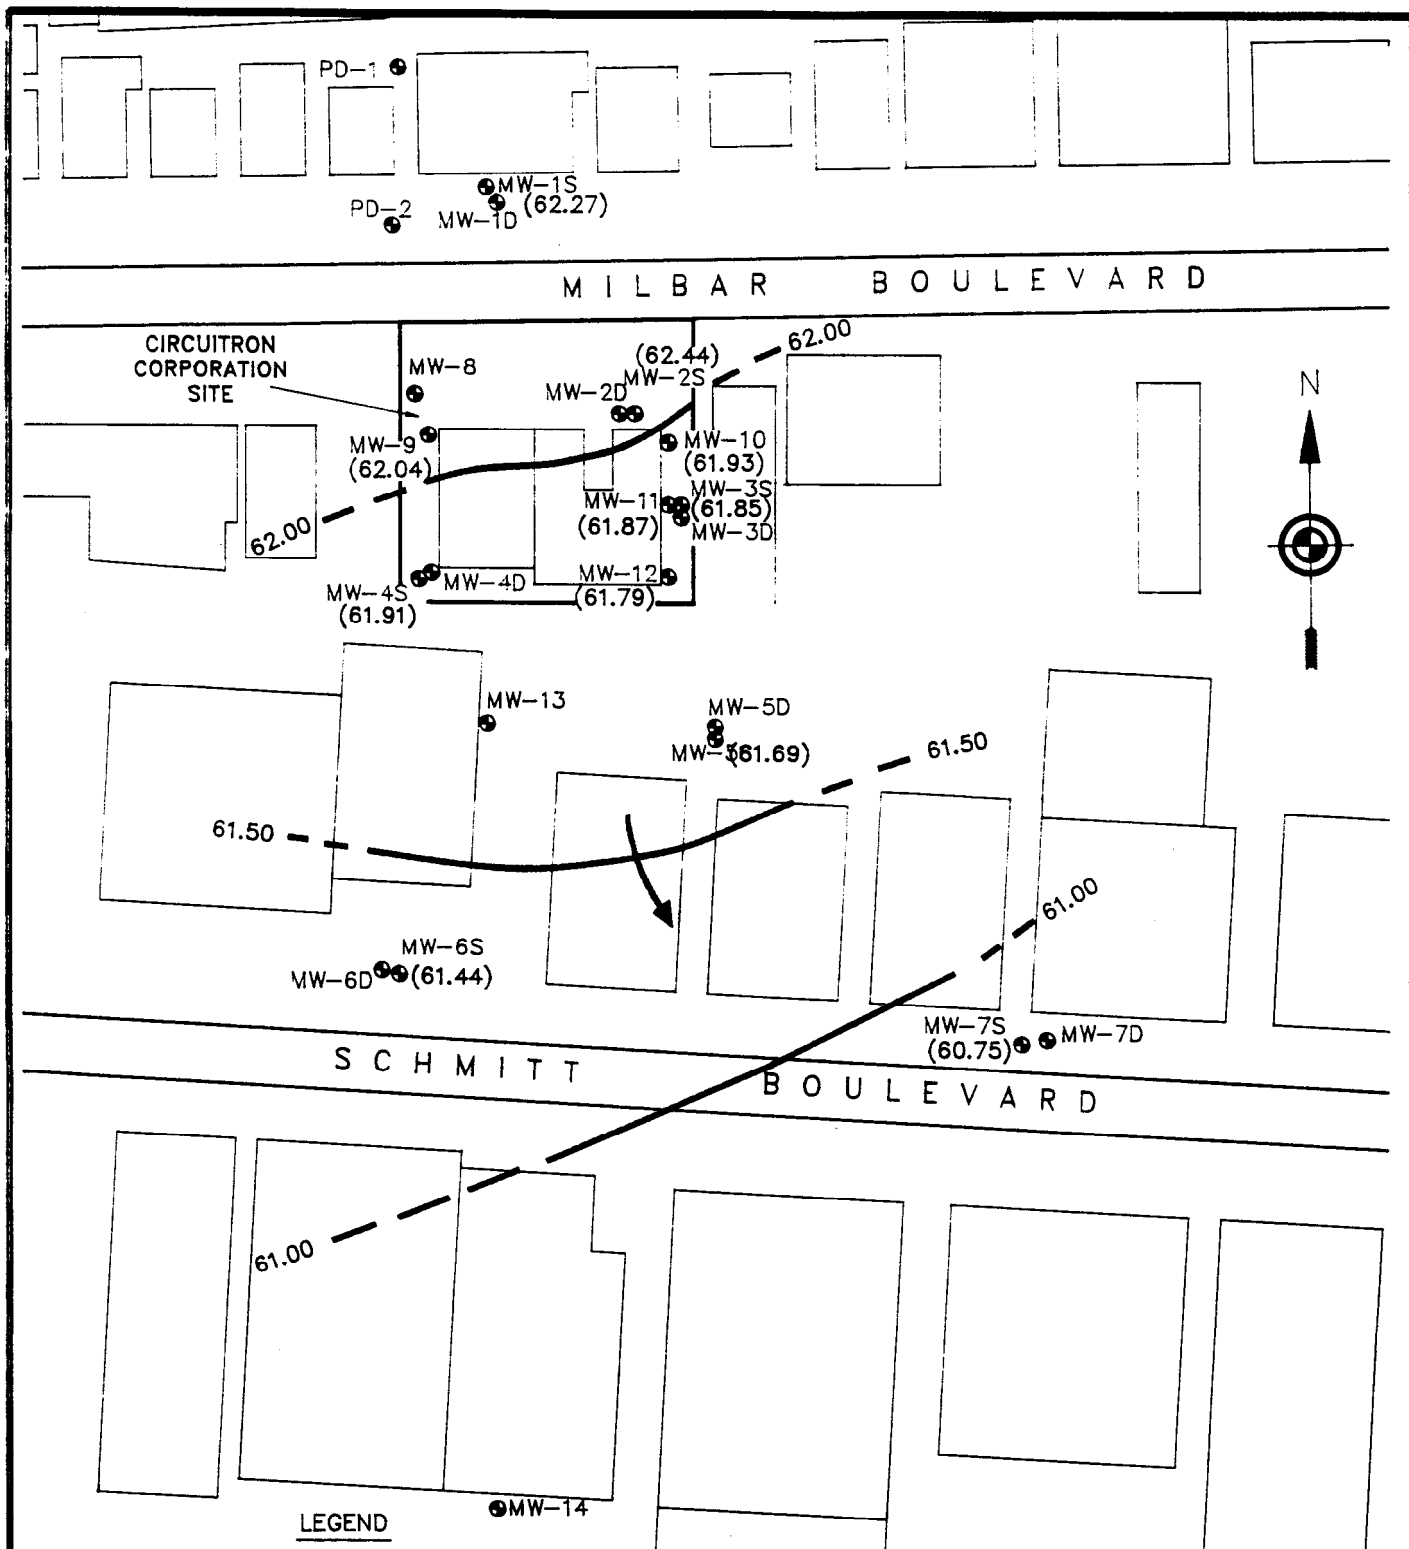 PD-1
MW-1S
(62.27)
PD-2
MW-1D
MILBAR BOULEVARD
CIRCUITRON
CORPORATION
SITE
62.00
(62.44)
MW-8
MW-2S
MW-2D
N
MW-9
(62.04)
MW-10
(61.93)
MW-11
(61.87)
MW-3S
(61.85)
MW-3D
62.00
MW-4S
(61.91)
MW-4D
MW-12
(61.79)
MW-13
MW-5D
(61.69)
61.50
61.50
61.00
MW-6S
MW-6D
(61.44)
MW-7S
(60.75)
MW-7D
SCHMITT BOULEVARD
61.00
MW-14
LEGEND